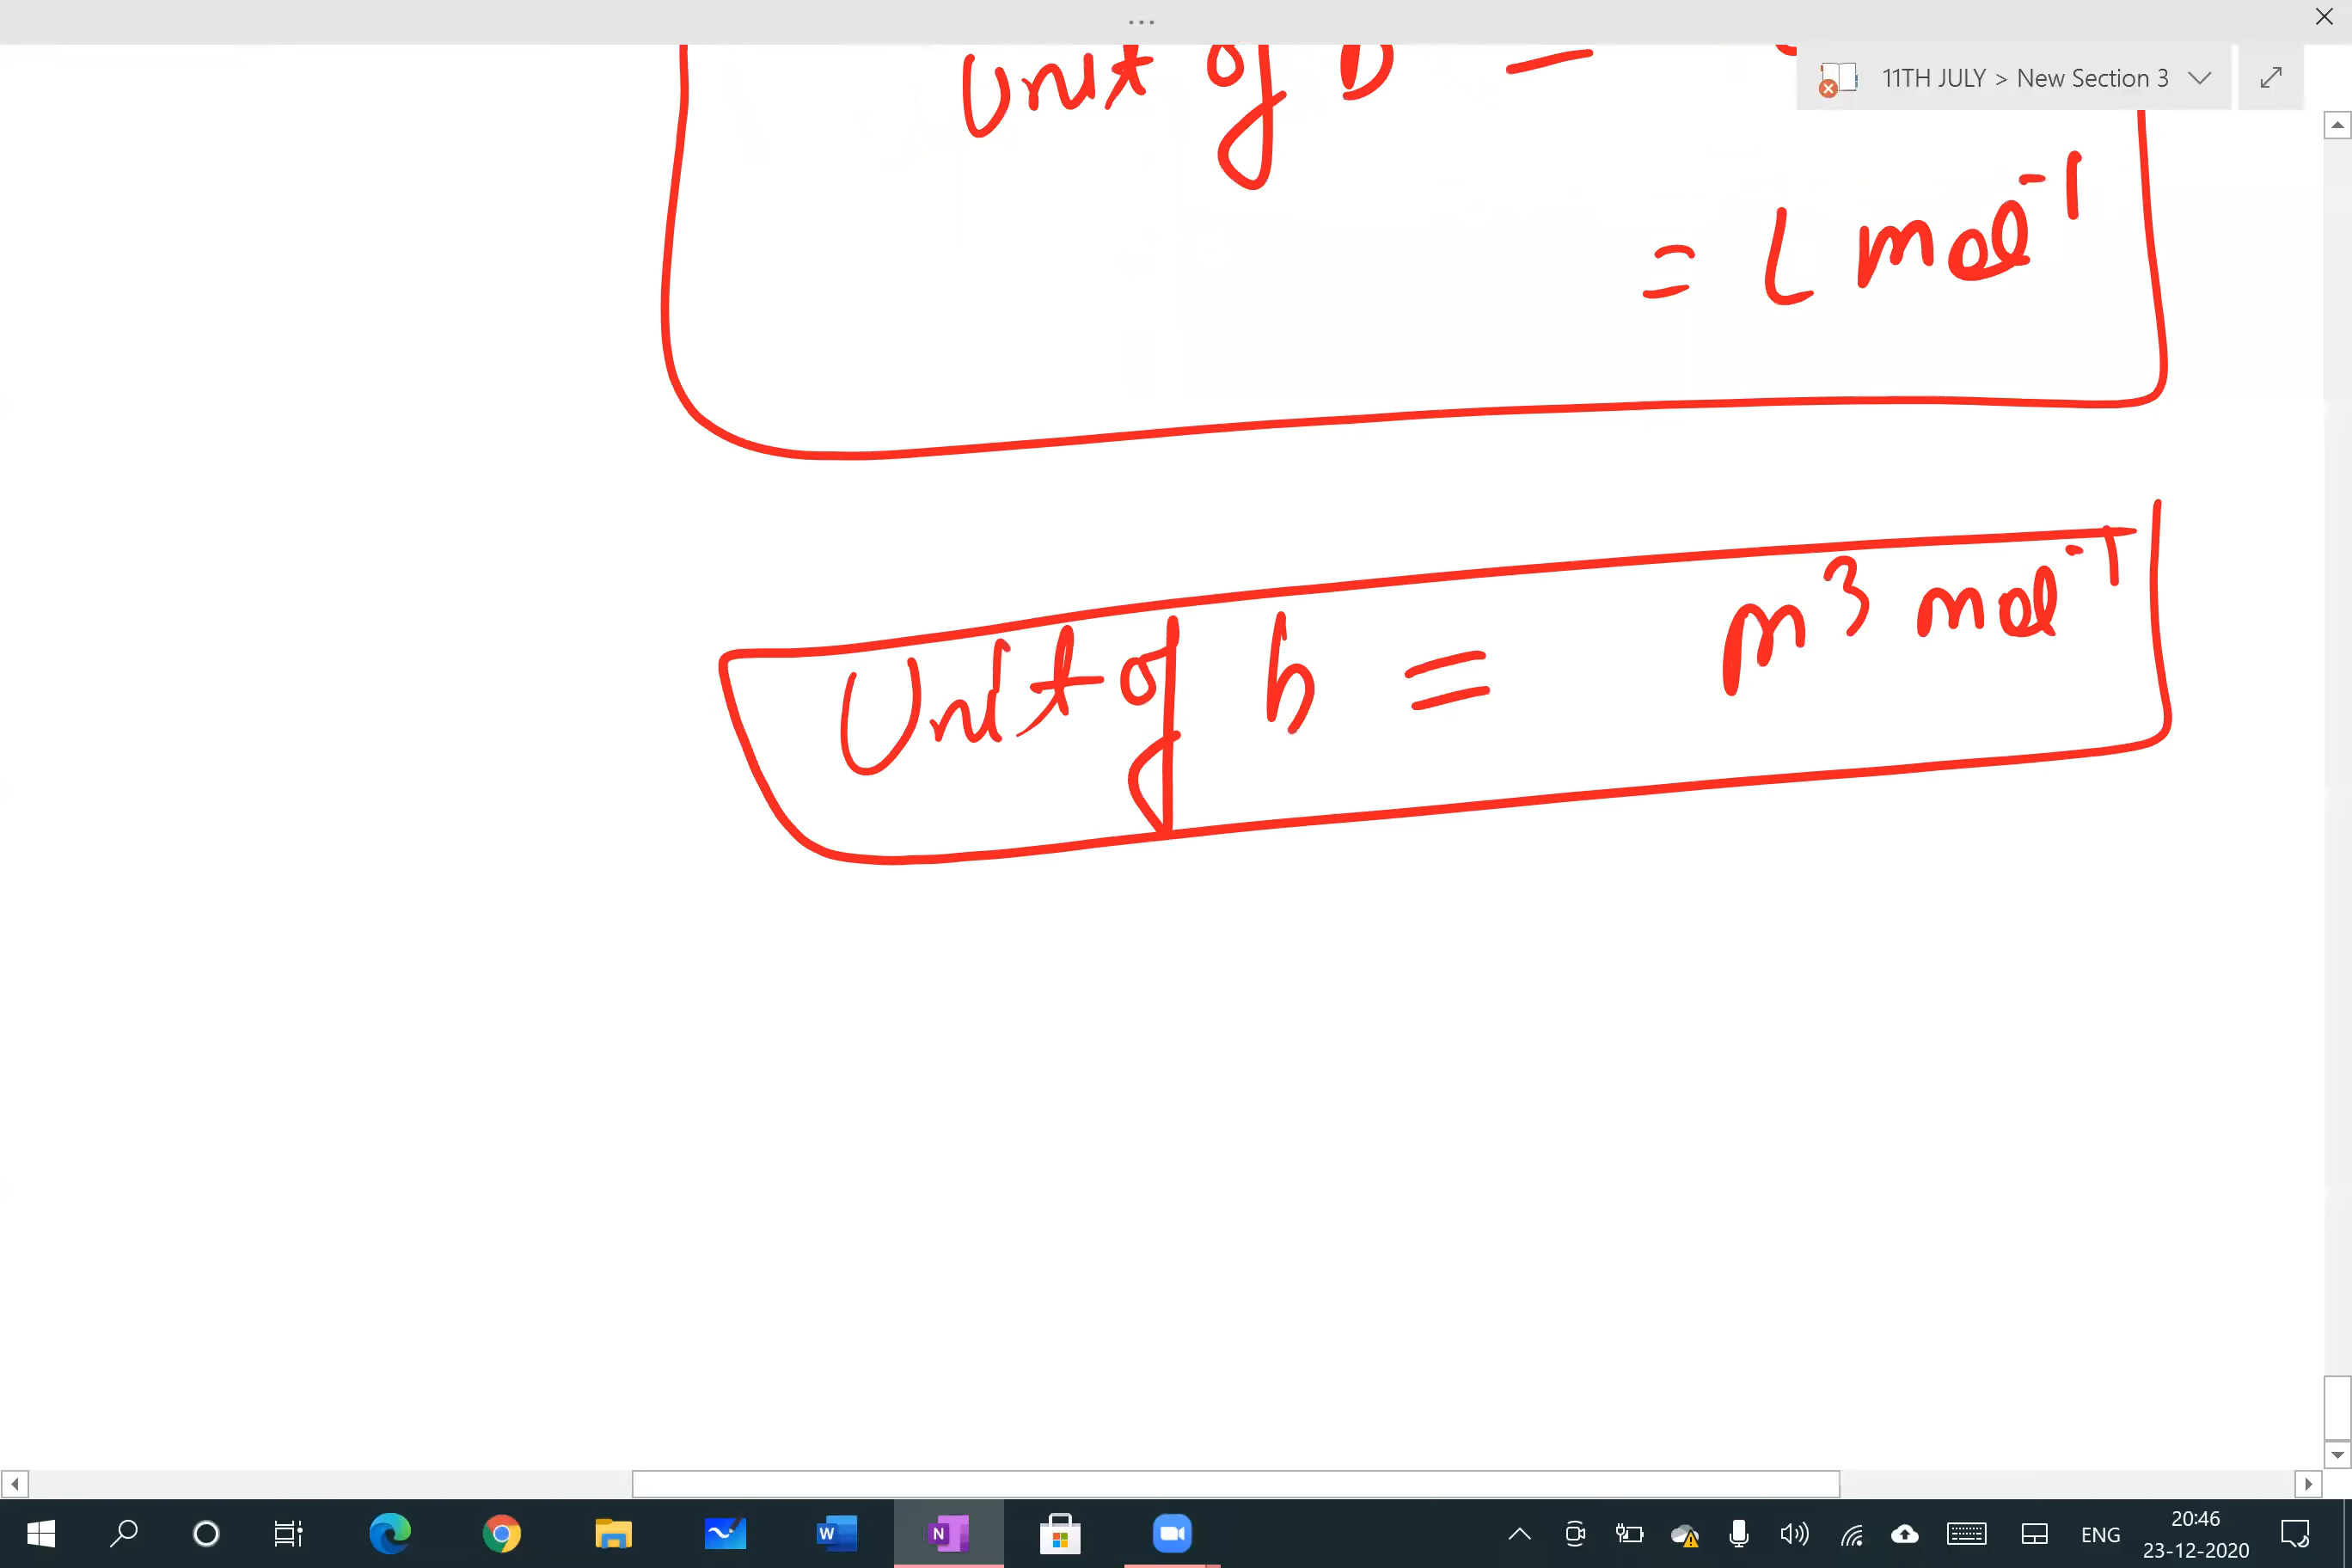 11TH JULY > New Section 3
Unit of b =
= L mol⁻¹
Unit of b = m³ mol⁻¹
ENG
20:46
23-12-2020